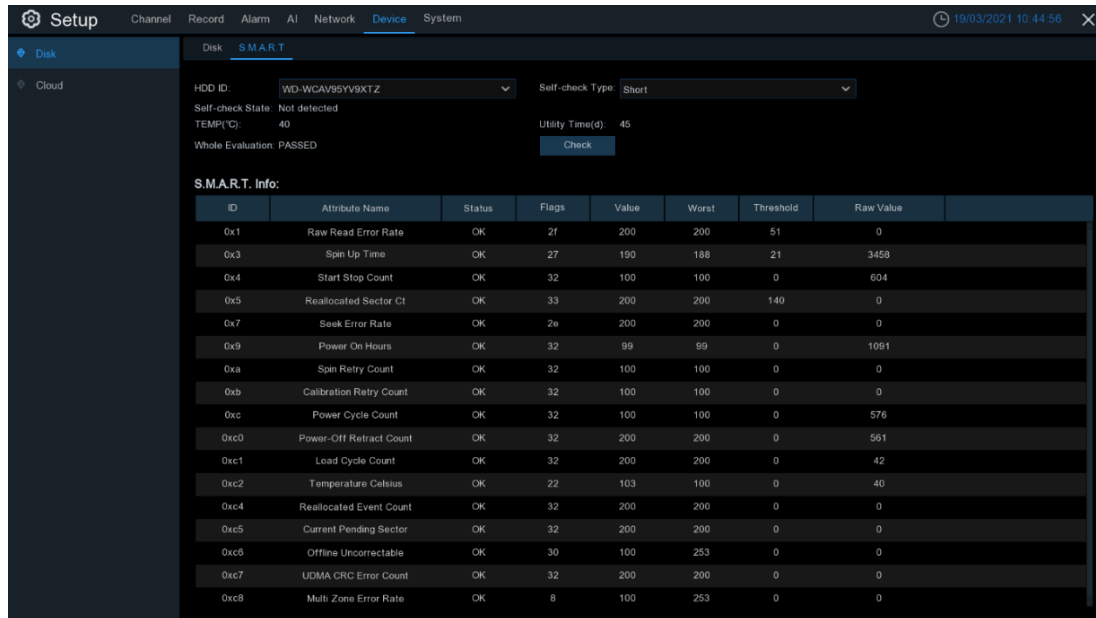 Setup Channel Record Alarm AI Network Device System 19/03/2021 10:44:56
Disk
Cloud
Disk S.M.A.R.T
HDD ID: WD-WCAV95YV9XTZ Self-check Type: Short
Self-check State: Not detected
TEMP(°C): 40 Utility Time(d): 45
Whole Evaluation: PASSED Check
S.M.A.R.T. Info:
ID Attribute Name Status Flags Value Worst Threshold Raw Value
0x1 Raw Read Error Rate OK 2f 200 200 51 0
0x3 Spin Up Time OK 27 190 188 21 3458
0x4 Start Stop Count OK 32 100 100 0 604
0x5 Reallocated Sector Ct OK 33 200 200 140 0
0x7 Seek Error Rate OK 2e 200 200 0 0
0x9 Power On Hours OK 32 99 99 0 1091
0xa Spin Retry Count OK 32 100 100 0 0
0xb Calibration Retry Count OK 32 100 100 0 0
0xc Power Cycle Count OK 32 100 100 0 576
0xc0 Power-Off Retract Count OK 32 200 200 0 561
0xc1 Load Cycle Count OK 32 200 200 0 42
0xc2 Temperature Celsius OK 22 103 100 0 40
0xc4 Reallocated Event Count OK 32 200 200 0 0
0xc5 Current Pending Sector OK 32 200 200 0 0
0xc6 Offline Uncorrectable OK 30 100 253 0 0
0xc7 UDMA CRC Error Count OK 32 200 200 0 0
0xc8 Multi Zone Error Rate OK 8 100 253 0 0